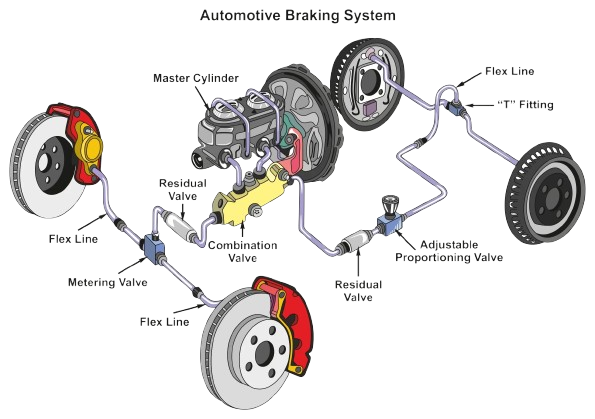 Automotive Braking System
Master Cylinder
Flex Line
“T” Fitting
Residual
Valve
Flex Line
Combination
Valve
Adjustable
Proportioning Valve
Metering Valve
Residual
Valve
Flex Line